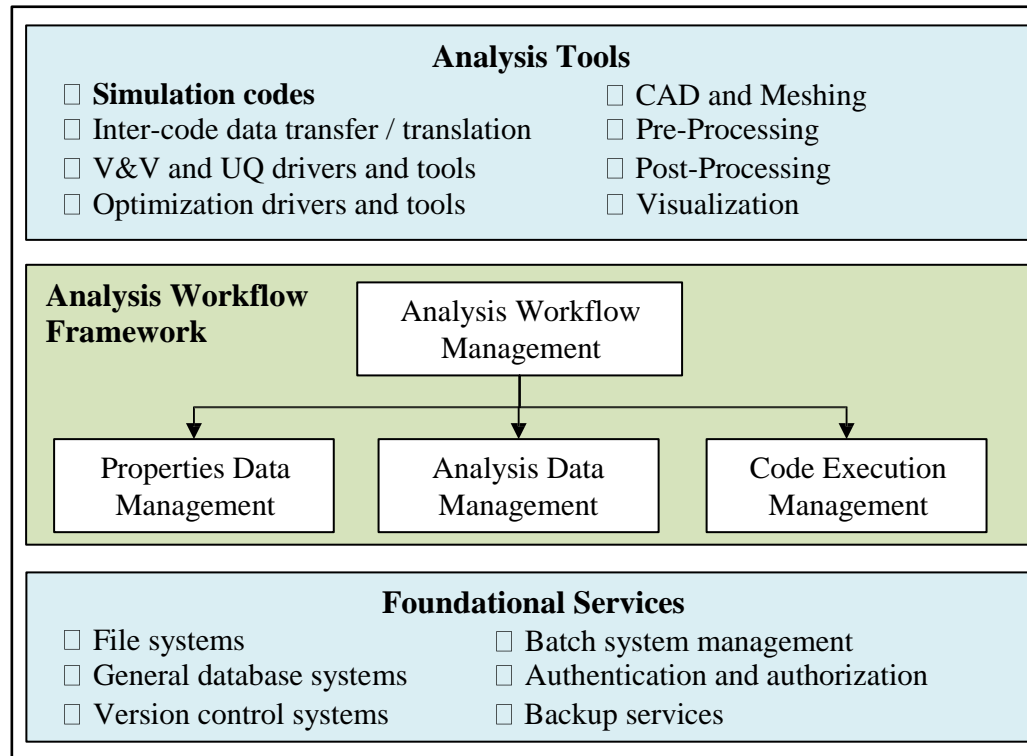 Analysis Tools
□ Simulation codes
□ Inter-code data transfer / translation
□ V&V and UQ drivers and tools
□ Optimization drivers and tools
□ CAD and Meshing
□ Pre-Processing
□ Post-Processing
□ Visualization
Analysis Workflow
Framework
Analysis Workflow
Management
Properties Data
Management
Analysis Data
Management
Code Execution
Management
Foundational Services
□ File systems
□ General database systems
□ Version control systems
□ Batch system management
□ Authentication and authorization
□ Backup services